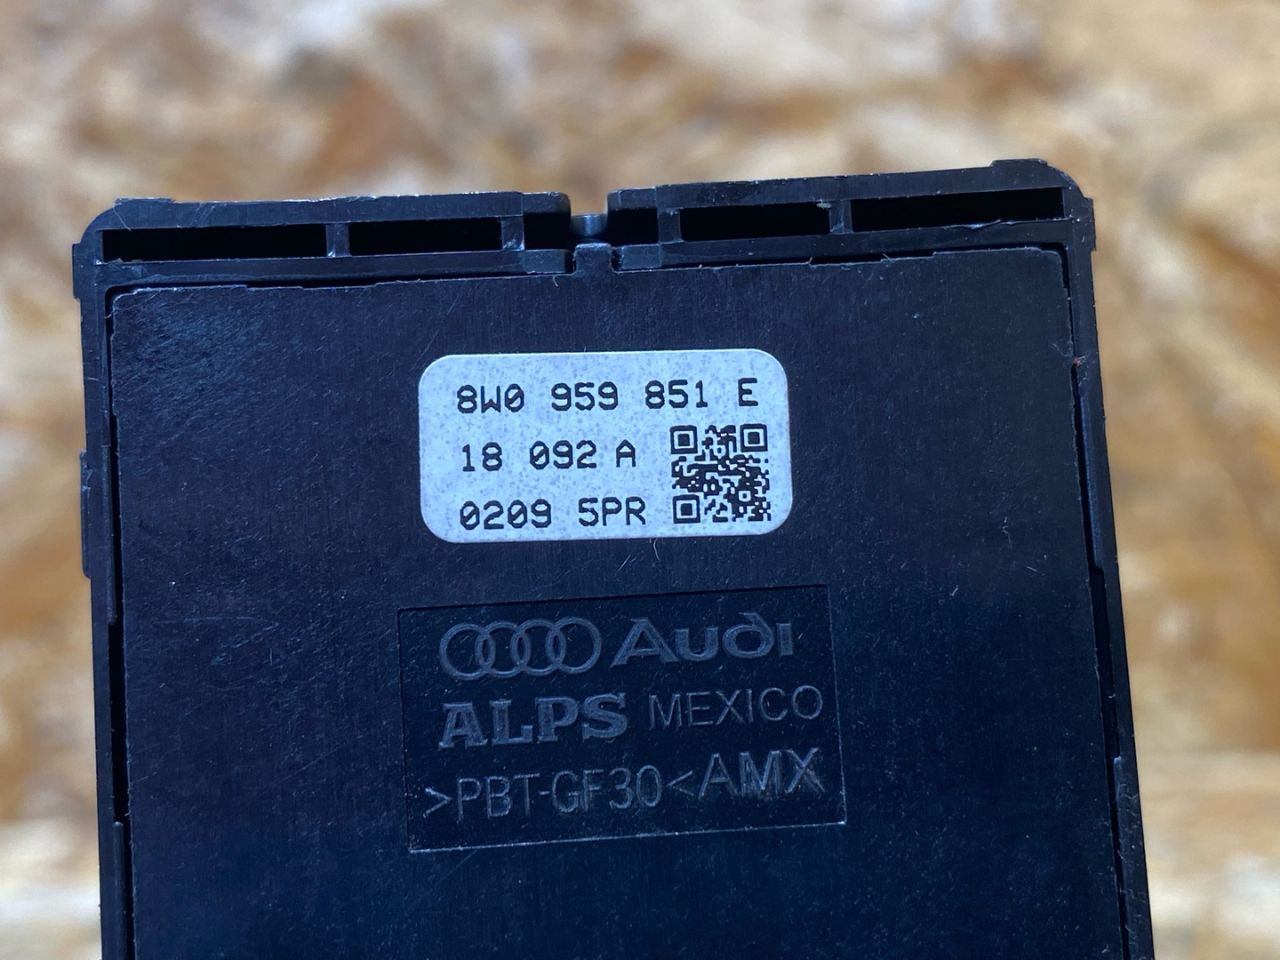 8W0 959 851 E
18 092 A
0209 5PR
Audi
ALPS MEXICO
>PBT-GF30< AMX